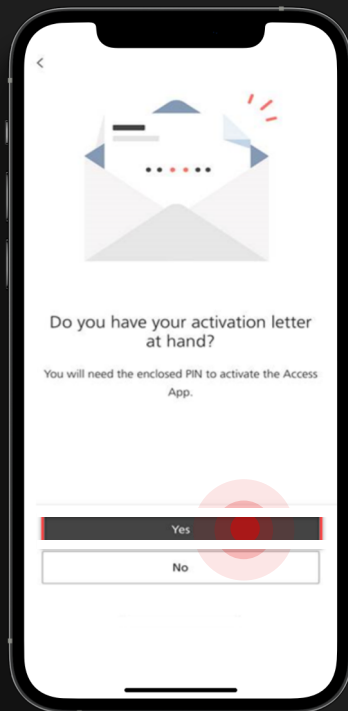 Do you have your activation letter
at hand?
You will need the enclosed PIN to activate the Access
App.
Yes
No